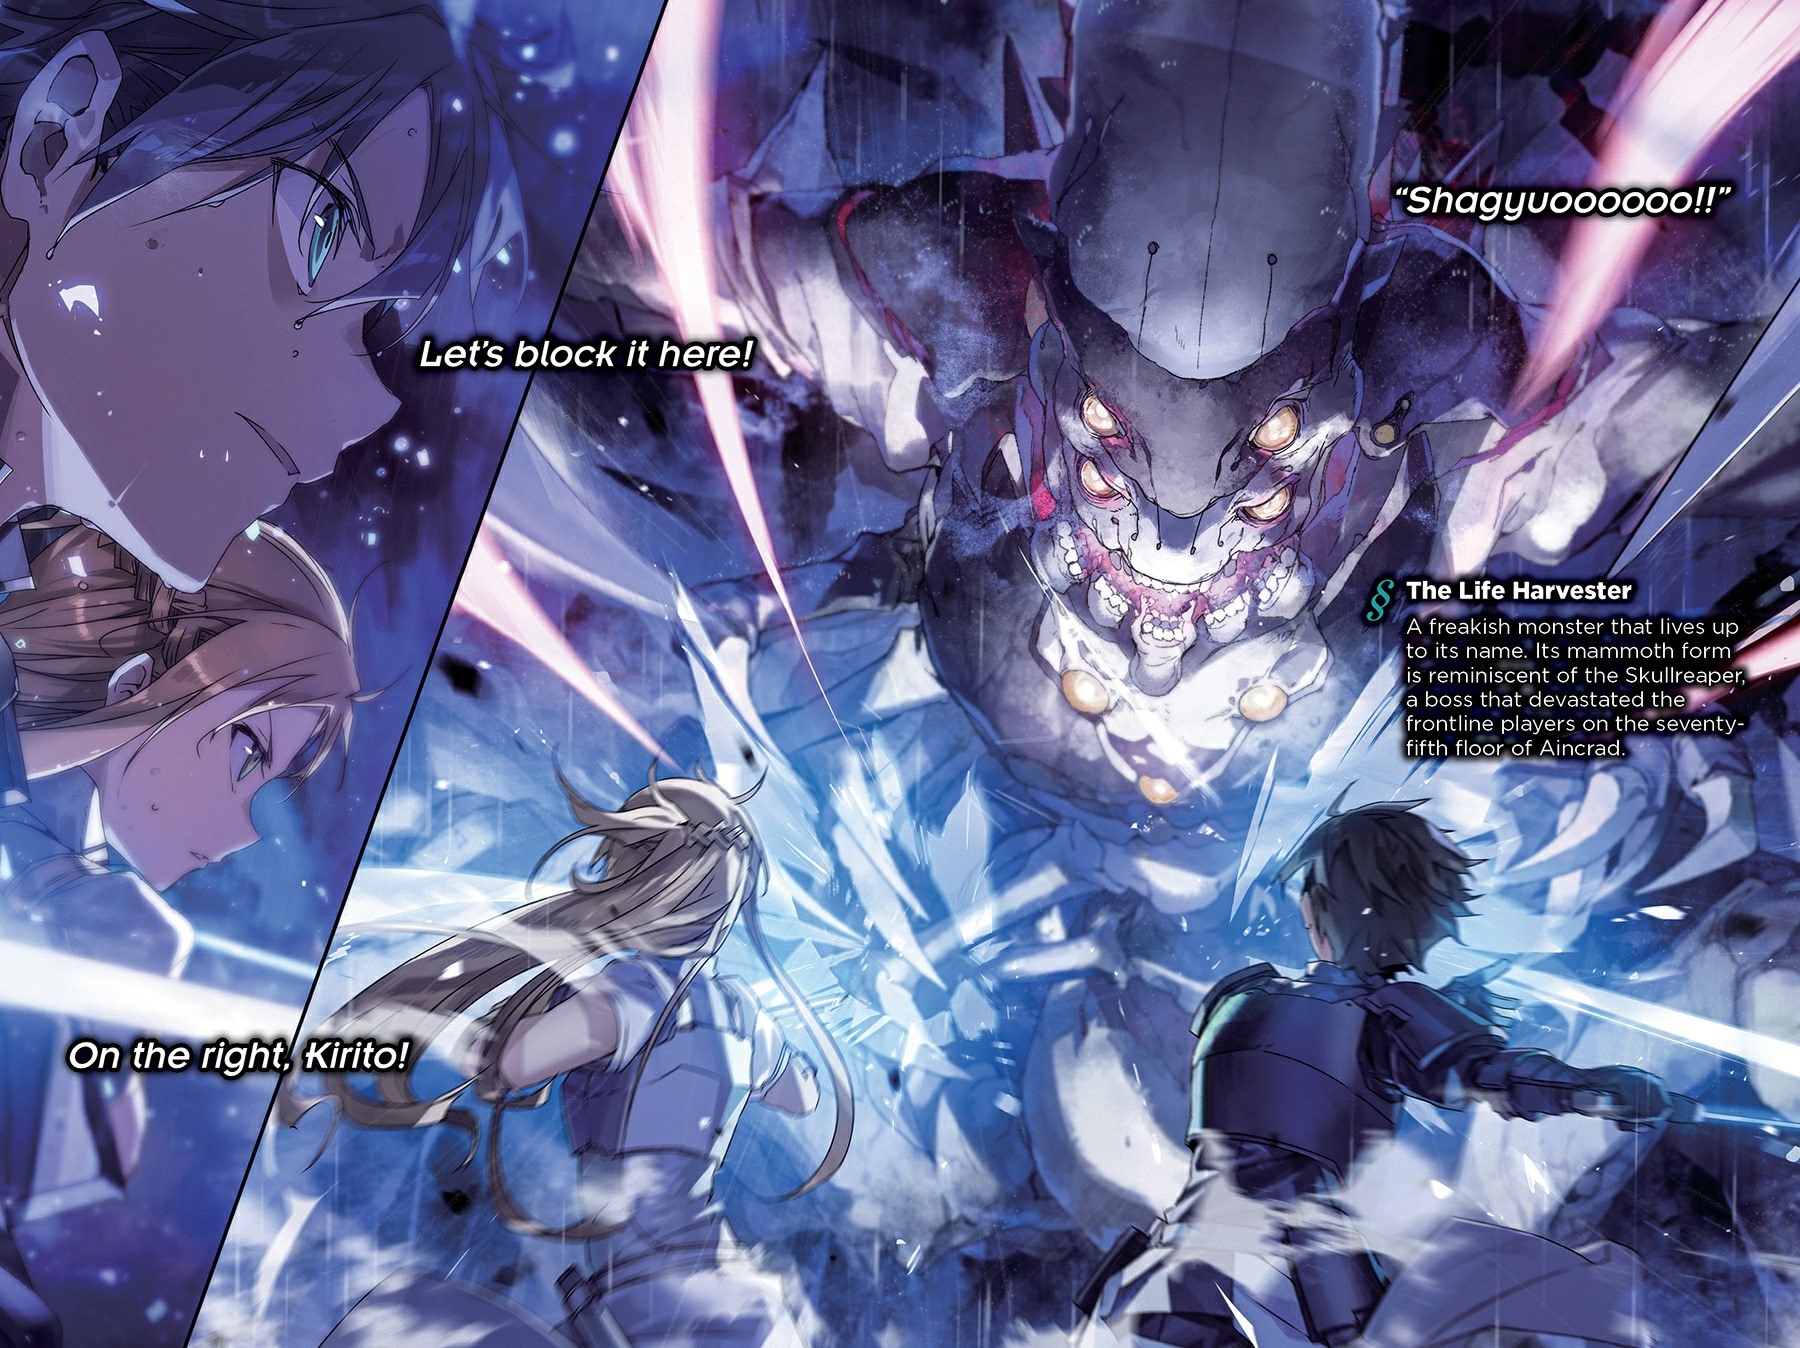 “Shagyuoooooo!!”
Let’s block it here!
The Life Harvester
A freakish monster that lives up
to its name. Its mammoth form
is reminiscent of the Skullreaper,
a boss that devastated the
frontline players on the seventy-
fifth floor of Aincrad.
On the right, Kirito!